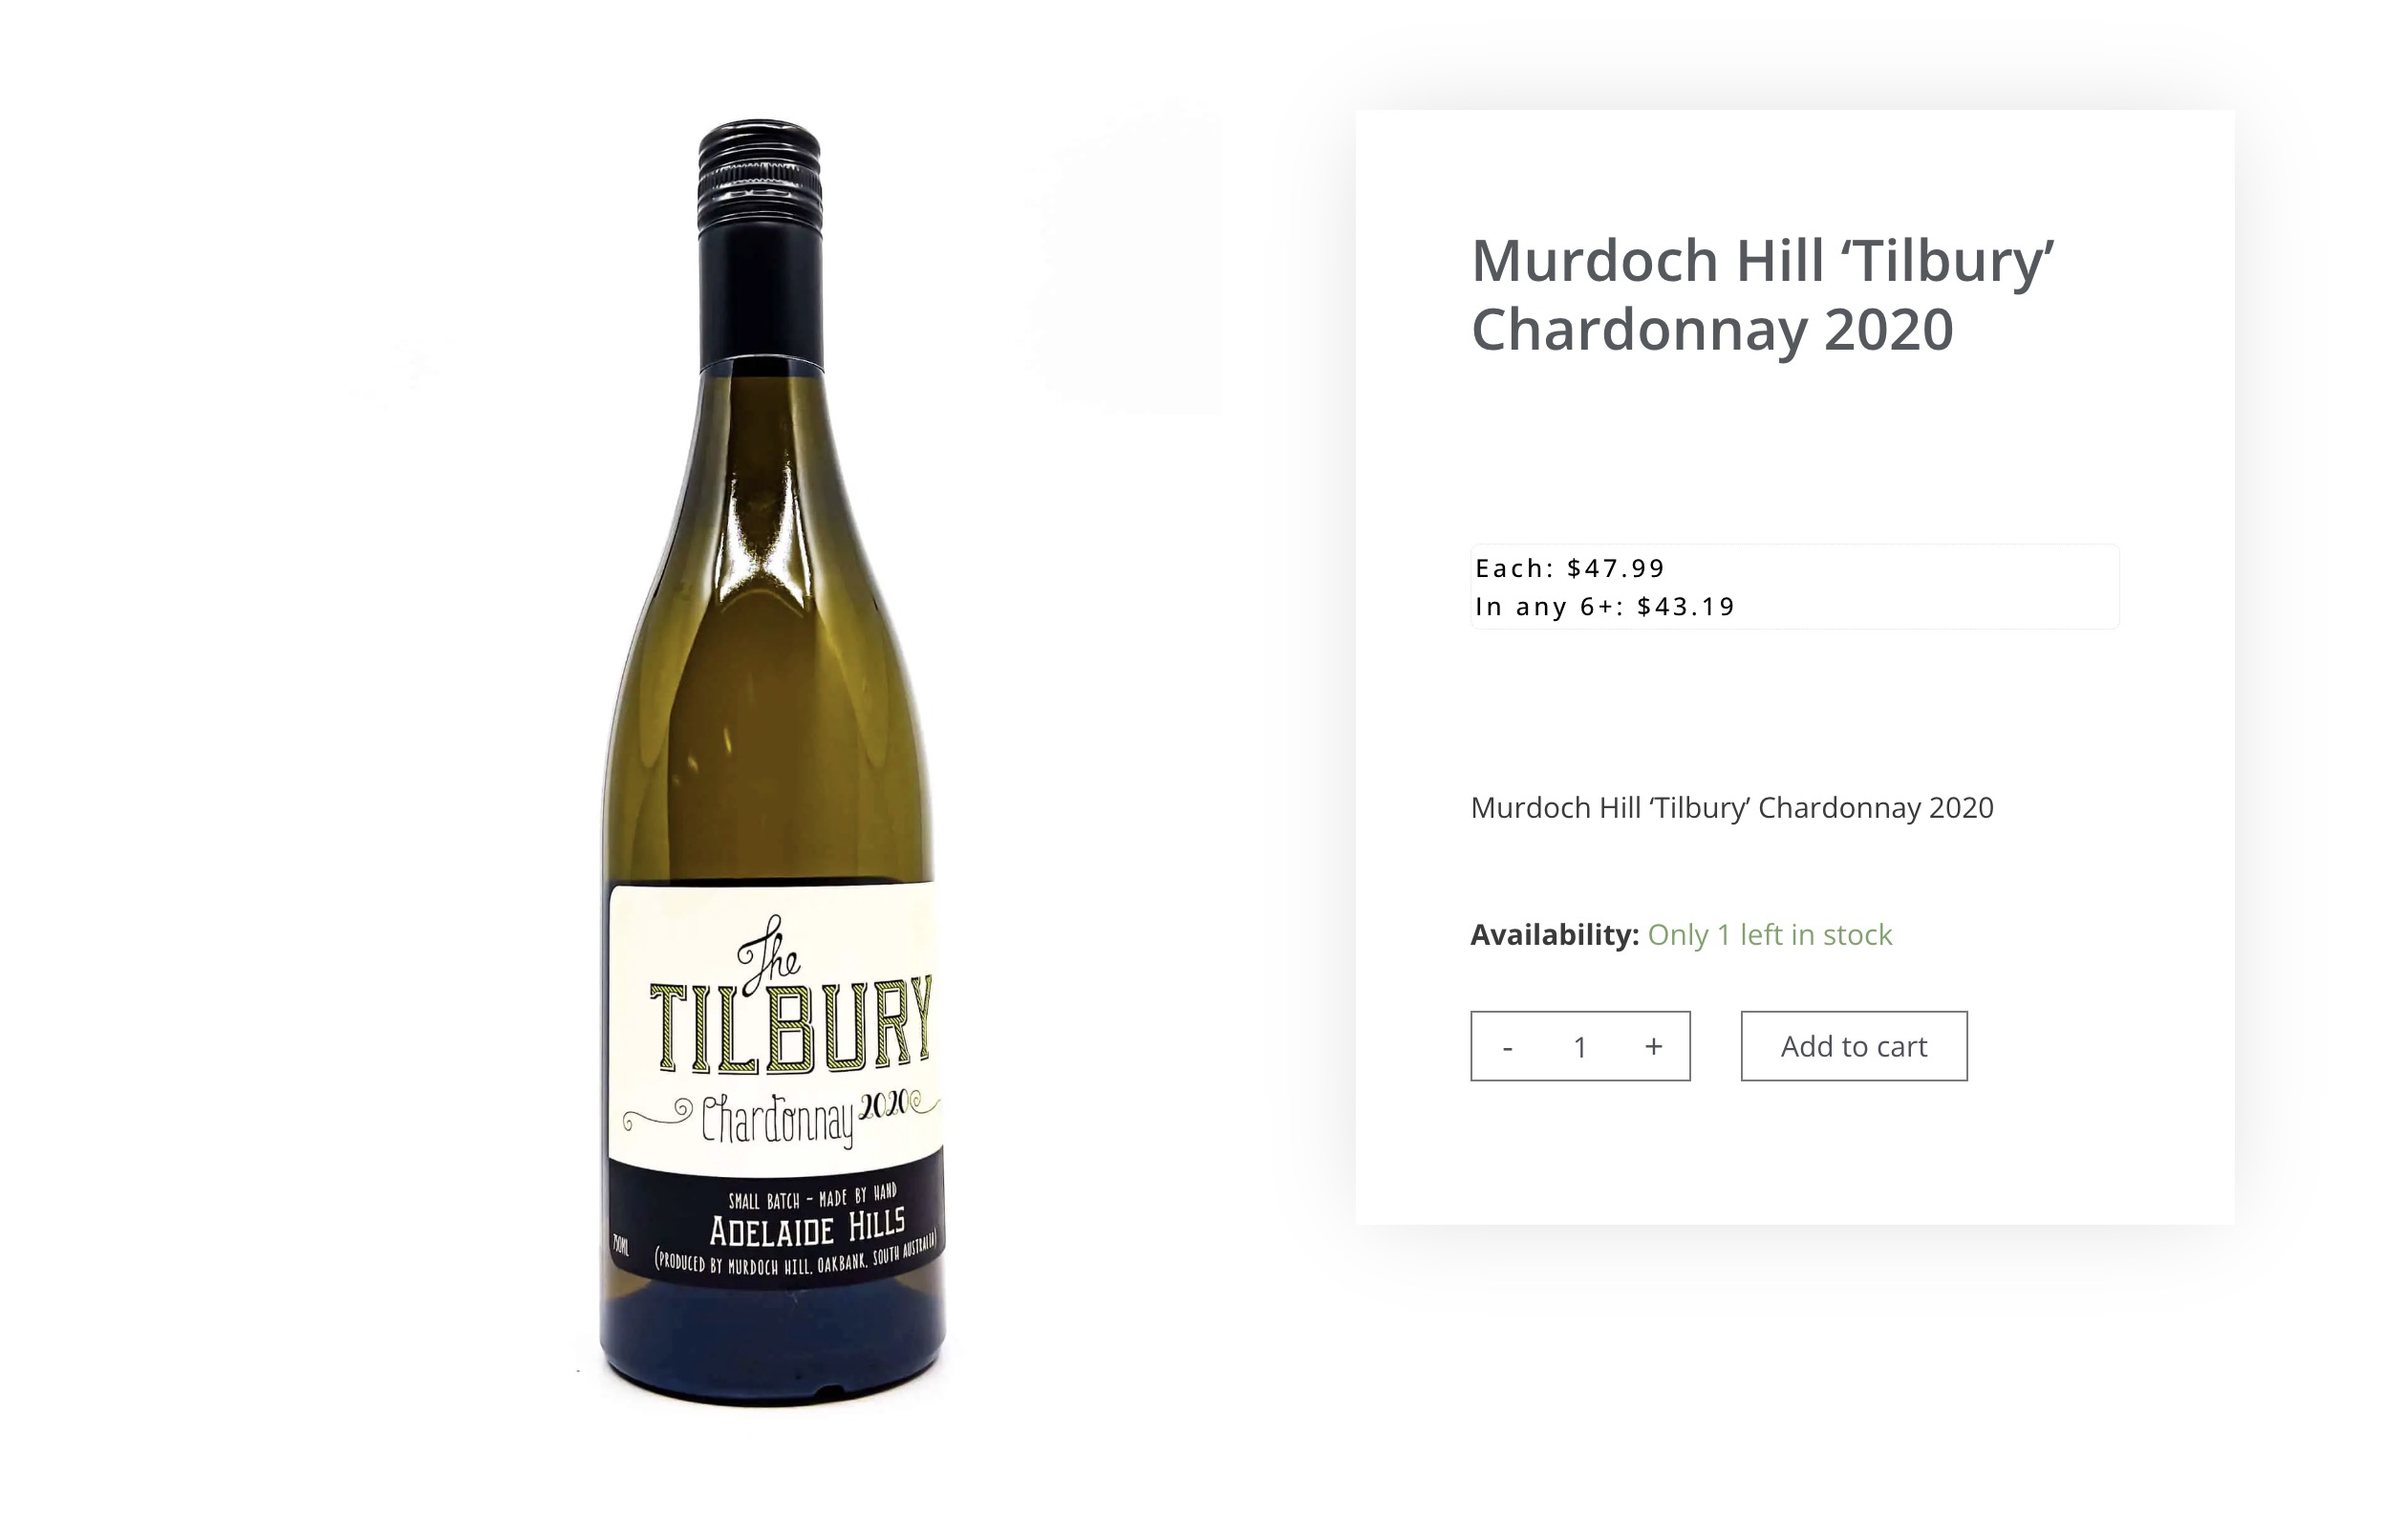 The
TILBURY
Chardonnay 2020
SMALL BATCH - MADE BY HAND
ADELAIDE HILLS
750ML
(PRODUCED BY MURDOCH HILL, OAKBANK, SOUTH AUSTRALIA)
Murdoch Hill ‘Tilbury’
Chardonnay 2020
Each: $47.99
In any 6+: $43.19
Murdoch Hill ‘Tilbury’ Chardonnay 2020
Availability: Only 1 left in stock
- 1 +
Add to cart